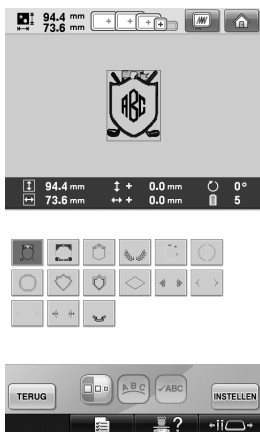 94.4 mm
73.6 mm
ABC
94.4 mm + 0.0 mm 0°
73.6 mm + 0.0 mm 5
TERUG
ABC
✓ABC
INSTELLEN
?